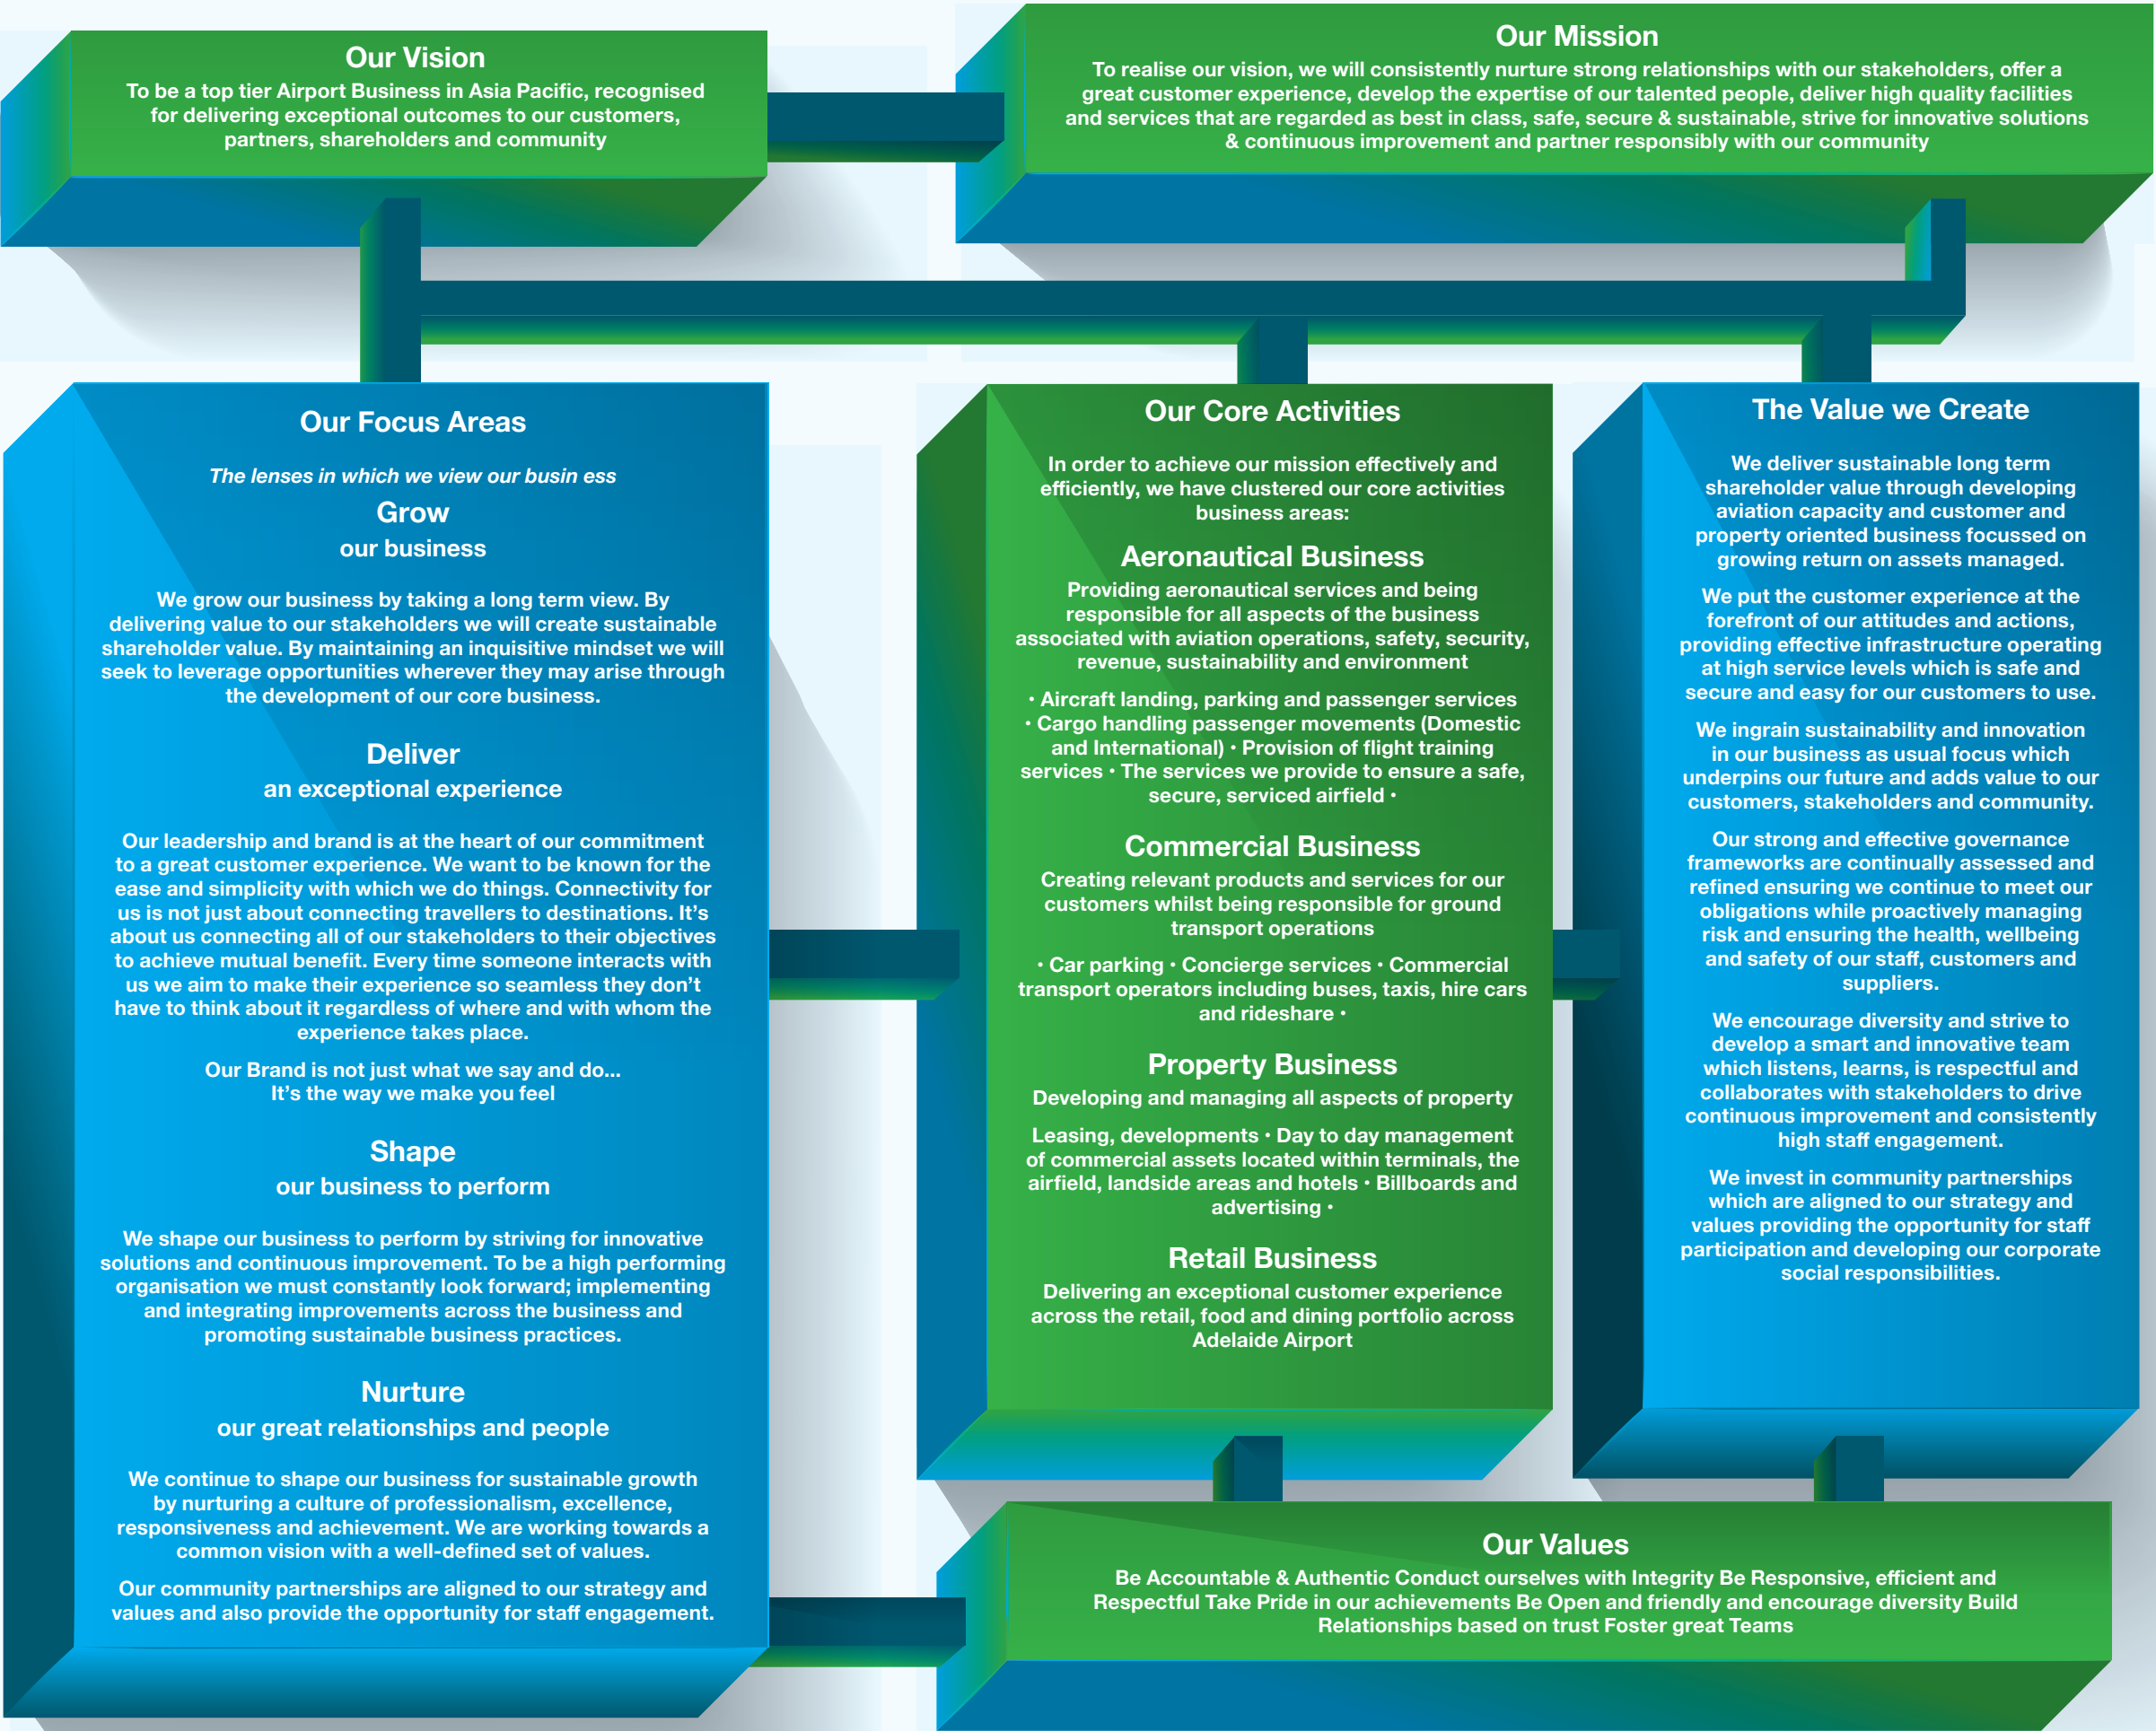 Our Vision
To be a top tier Airport Business in Asia Pacific, recognised
for delivering exceptional outcomes to our customers,
partners, shareholders and community
Our Mission
To realise our vision, we will consistently nurture strong relationships with our stakeholders, offer a
great customer experience, develop the expertise of our talented people, deliver high quality facilities
and services that are regarded as best in class, safe, secure & sustainable, strive for innovative solutions
& continuous improvement and partner responsibly with our community
Our Focus Areas
The lenses in which we view our busin ess
Grow
our business
We grow our business by taking a long term view. By
delivering value to our stakeholders we will create sustainable
shareholder value. By maintaining an inquisitive mindset we will
seek to leverage opportunities wherever they may arise through
the development of our core business.
Deliver
an exceptional experience
Our leadership and brand is at the heart of our commitment
to a great customer experience. We want to be known for the
ease and simplicity with which we do things. Connectivity for
us is not just about connecting travellers to destinations. It’s
about us connecting all of our stakeholders to their objectives
to achieve mutual benefit. Every time someone interacts with
us we aim to make their experience so seamless they don’t
have to think about it regardless of where and with whom the
experience takes place.
Our Brand is not just what we say and do...
It’s the way we make you feel
Shape
our business to perform
We shape our business to perform by striving for innovative
solutions and continuous improvement. To be a high performing
organisation we must constantly look forward; implementing
and integrating improvements across the business and
promoting sustainable business practices.
Nurture
our great relationships and people
We continue to shape our business for sustainable growth
by nurturing a culture of professionalism, excellence,
responsiveness and achievement. We are working towards a
common vision with a well-defined set of values.
Our community partnerships are aligned to our strategy and
values and also provide the opportunity for staff engagement.
Our Core Activities
In order to achieve our mission effectively and
efficiently, we have clustered our core activities
business areas:
Aeronautical Business
Providing aeronautical services and being
responsible for all aspects of the business
associated with aviation operations, safety, security,
revenue, sustainability and environment
• Aircraft landing, parking and passenger services
• Cargo handling passenger movements (Domestic
and International) • Provision of flight training
services • The services we provide to ensure a safe,
secure, serviced airfield •
Commercial Business
Creating relevant products and services for our
customers whilst being responsible for ground
transport operations
• Car parking • Concierge services • Commercial
transport operators including buses, taxis, hire cars
and rideshare •
Property Business
Developing and managing all aspects of property
Leasing, developments • Day to day management
of commercial assets located within terminals, the
airfield, landside areas and hotels • Billboards and
advertising •
Retail Business
Delivering an exceptional customer experience
across the retail, food and dining portfolio across
Adelaide Airport
The Value we Create
We deliver sustainable long term
shareholder value through developing
aviation capacity and customer and
property oriented business focussed on
growing return on assets managed.
We put the customer experience at the
forefront of our attitudes and actions,
providing effective infrastructure operating
at high service levels which is safe and
secure and easy for our customers to use.
We ingrain sustainability and innovation
in our business as usual focus which
underpins our future and adds value to our
customers, stakeholders and community.
Our strong and effective governance
frameworks are continually assessed and
refined ensuring we continue to meet our
obligations while proactively managing
risk and ensuring the health, wellbeing
and safety of our staff, customers and
suppliers.
We encourage diversity and strive to
develop a smart and innovative team
which listens, learns, is respectful and
collaborates with stakeholders to drive
continuous improvement and consistently
high staff engagement.
We invest in community partnerships
which are aligned to our strategy and
values providing the opportunity for staff
participation and developing our corporate
social responsibilities.
Our Values
Be Accountable & Authentic Conduct ourselves with Integrity Be Responsive, efficient and
Respectful Take Pride in our achievements Be Open and friendly and encourage diversity Build
Relationships based on trust Foster great Teams